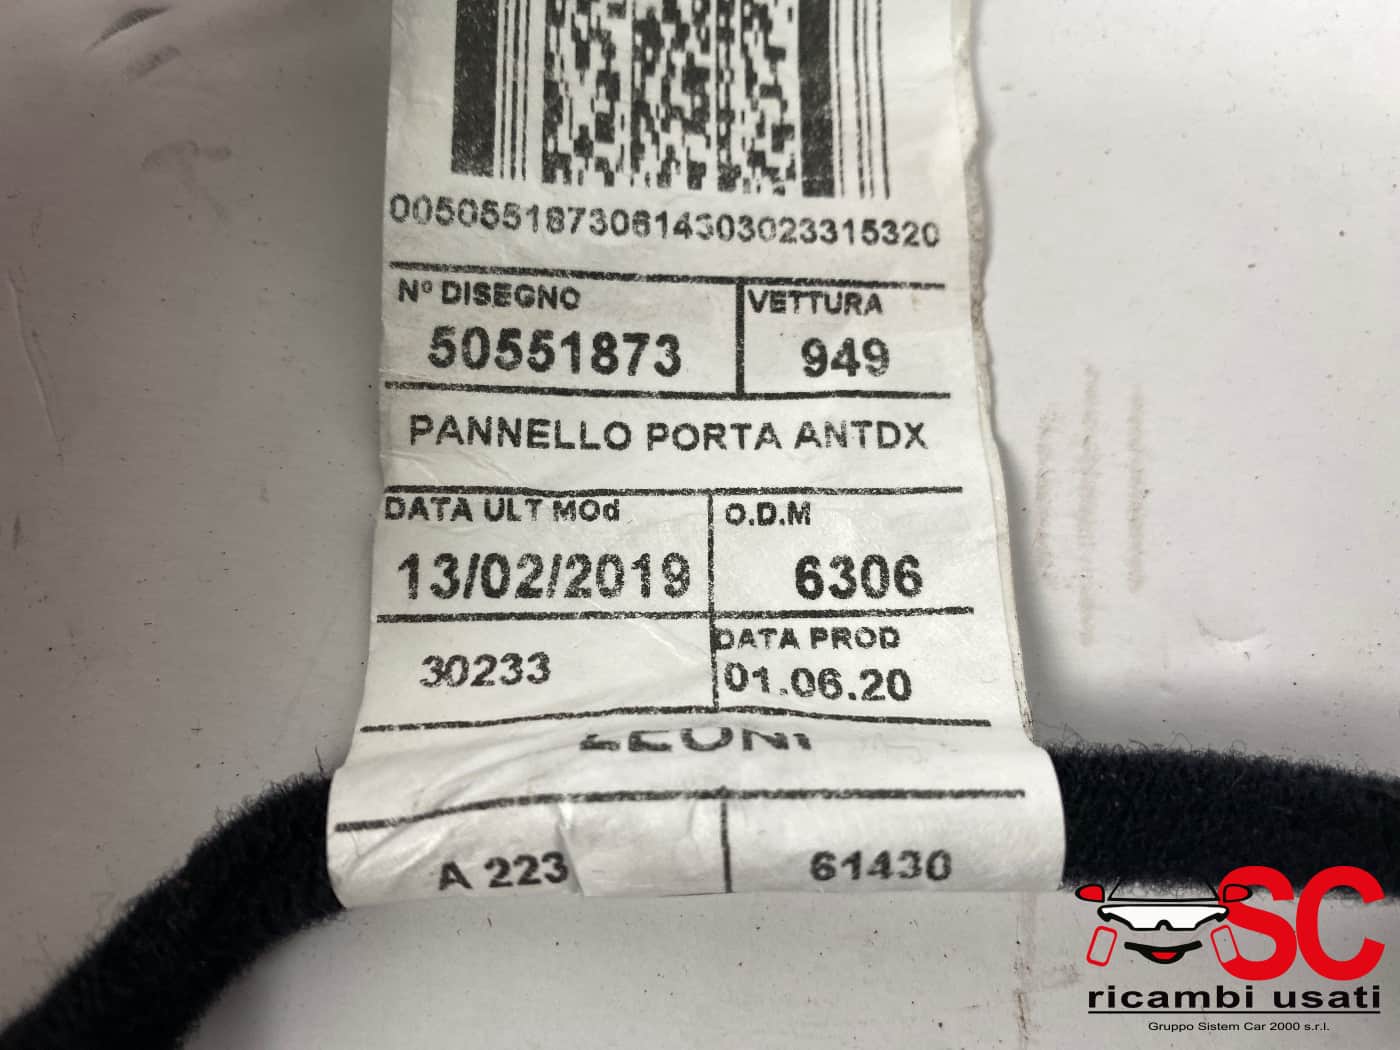 00505518730614303023315320
Nº DISEGNO VETTURA
50551873 949
PANNELLO PORTA ANTDX
DATA ULT MOd O.D.M
13/02/2019 6306
DATA PROD
30233 01.06.20
LEONI
A 223 61430
SC
ricambi usati
Gruppo Sistem Car 2000 s.r.l.